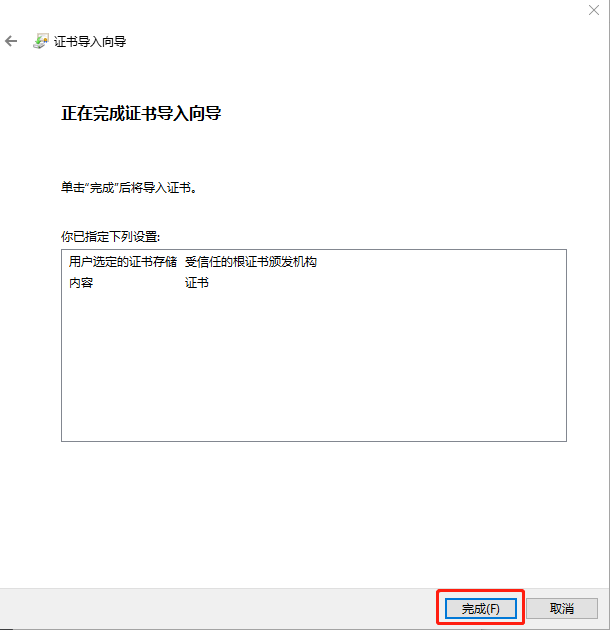 证书导入向导
正在完成证书导入向导
单击“完成”后将导入证书。
你已指定下列设置:
用户选定的证书存储 受信任的根证书颁发机构
内容 证书
完成(F) 取消